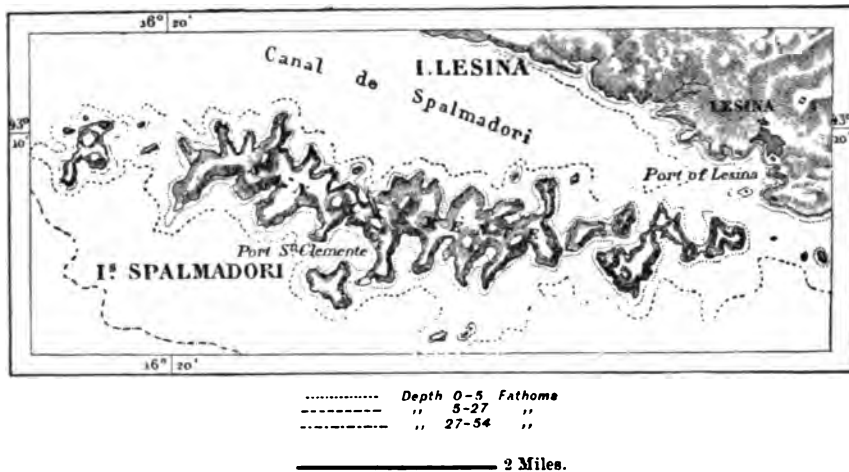 16° 20'
Canal de Spalmadori
I. LESINA
LESINA
43° 10'
43° 10'
Port of Lesina
Port Sn. Clemente
Is. SPALMADORI
16° 20'
Depth 0-5 Fathoms
,, 5-27 ,,
,, 27-54 ,,
2 Miles.